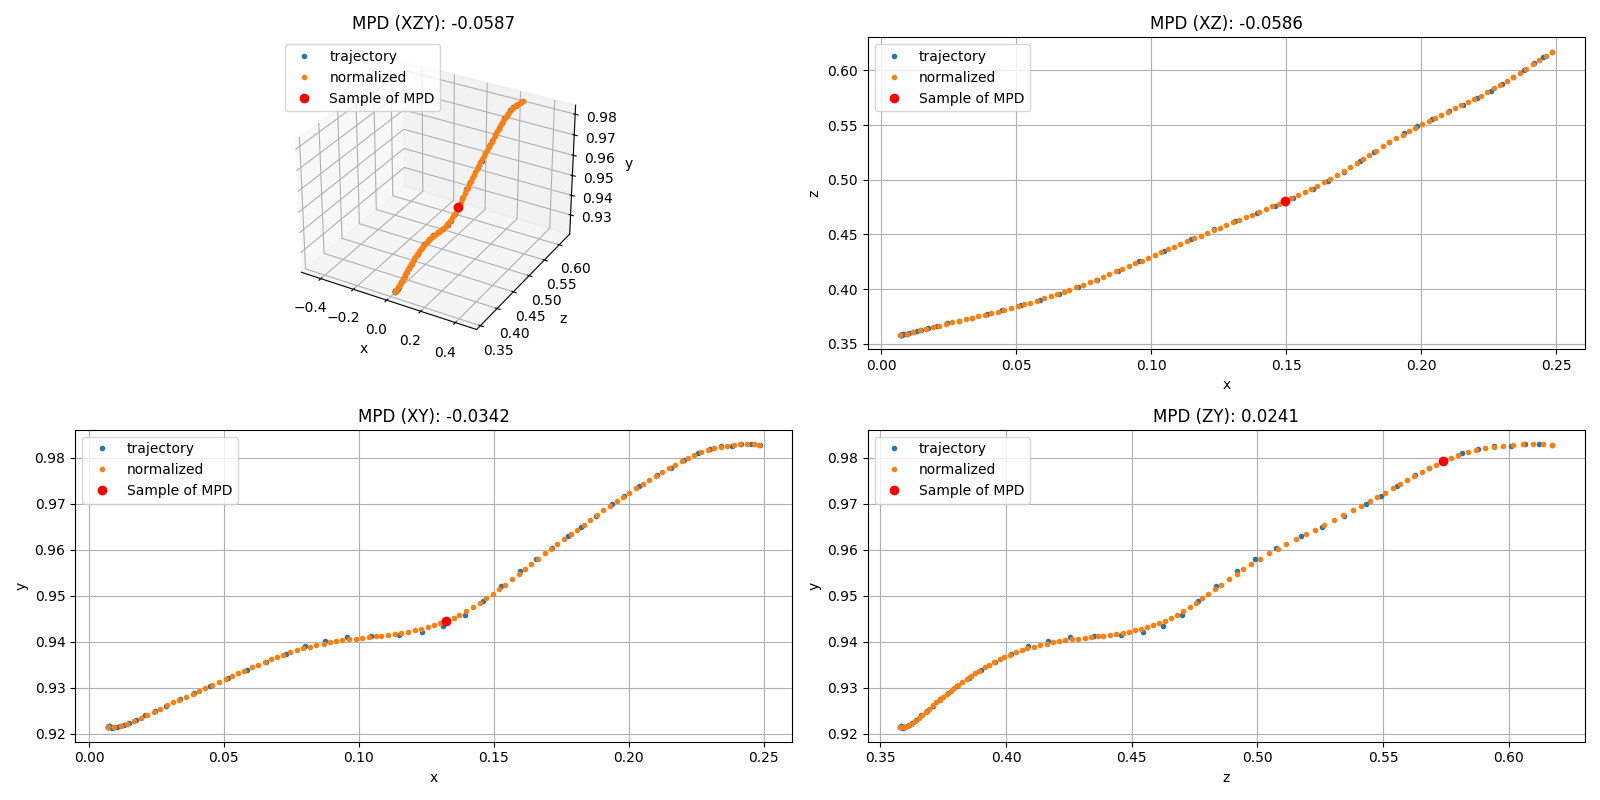 MPD (XZY): -0.0587
trajectory
normalized
Sample of MPD
0.98
0.97
0.96
0.95
0.94
0.93
y
0.60
0.55
0.50
0.45
0.40
0.35
z
−0.4
−0.2
0.0
0.2
0.4
x
MPD (XZ): -0.0586
trajectory
normalized
Sample of MPD
0.60
0.55
0.50
0.45
0.40
0.35
z
0.00 0.05 0.10 0.15 0.20 0.25
x
MPD (XY): -0.0342
trajectory
normalized
Sample of MPD
0.98
0.97
0.96
0.95
0.94
0.93
0.92
y
0.00 0.05 0.10 0.15 0.20 0.25
x
MPD (ZY): 0.0241
trajectory
normalized
Sample of MPD
0.98
0.97
0.96
0.95
0.94
0.93
0.92
y
0.35 0.40 0.45 0.50 0.55 0.60
z